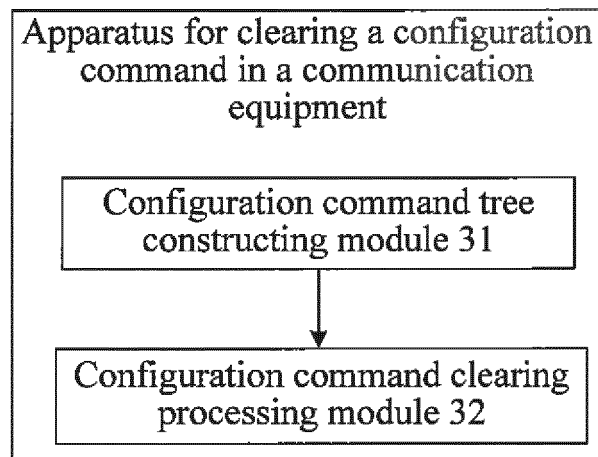 Apparatus for clearing a configuration
command in a communication
equipment
Configuration command tree
constructing module 31
Configuration command clearing
processing module 32